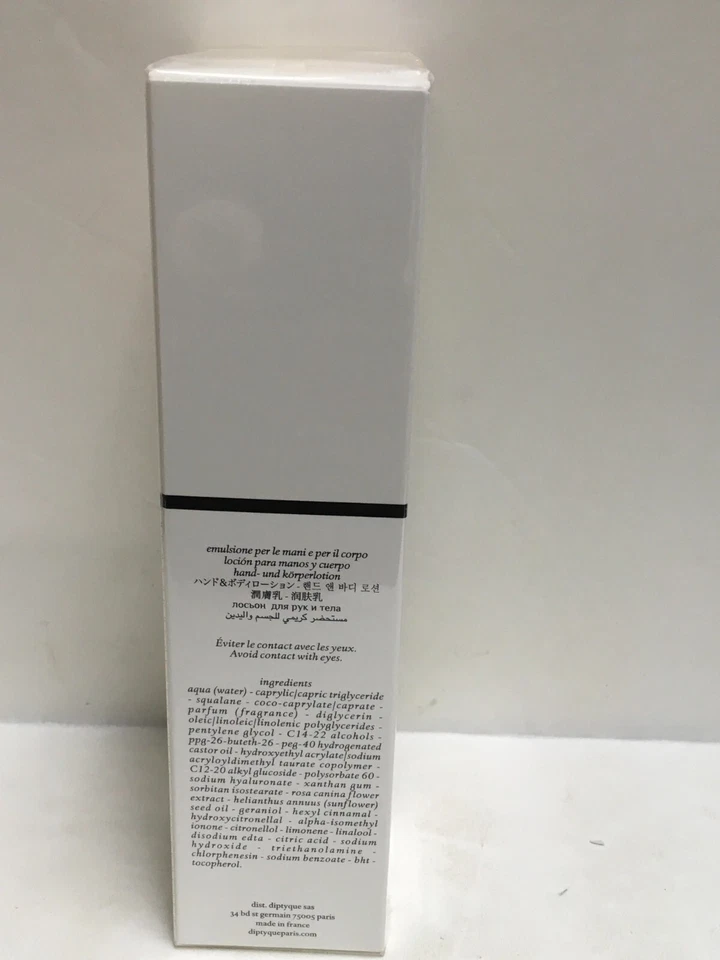 emulsione per le mani e per il corpo
loción para manos y cuerpo
hand- und körperlotion
ハンド&ボディローション - 핸드 앤 바디 로션
潤膚乳 - 润肤乳
лосьон для рук и тела
مستحضر كريمي للجسم واليدين
Éviter le contact avec les yeux.
Avoid contact with eyes.
ingredients
aqua (water) - caprylic/capric triglyceride
- squalane - coco-caprylate/caprate -
parfum (fragrance) - diglycerin -
oleic/linoleic/linolenic polyglycerides -
pentylene glycol - C14-22 alcohols -
ppg-26-buteth-26 - peg-40 hydrogenated
castor oil - hydroxyethyl acrylate/sodium
acryloyldimethyl taurate copolymer -
C12-20 alkyl glucoside - polysorbate 60 -
sodium hyaluronate - xanthan gum -
sorbitan isostearate - rosa canina flower
extract - helianthus annuus (sunflower)
seed oil - geraniol - hexyl cinnamal -
hydroxycitronellal - alpha-isomethyl
ionone - citronellol - limonene - linalool -
disodium edta - citric acid - sodium
hydroxide - triethanolamine -
chlorphenesin - sodium benzoate - bht -
tocopherol.
dist. diptyque sas
34 bd st germain 75005 paris
made in france
diptyqueparis.com